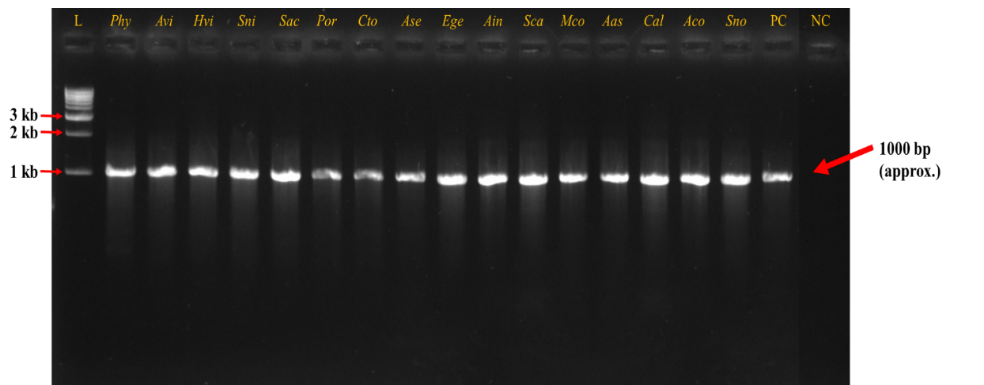 L Phy Avi Hvi Sni Sac Por Cto Ase Ege Ain Sca Mco Aas Cal Aco Sno PC NC
3 kb
2 kb
1 kb
1000 bp
(approx.)